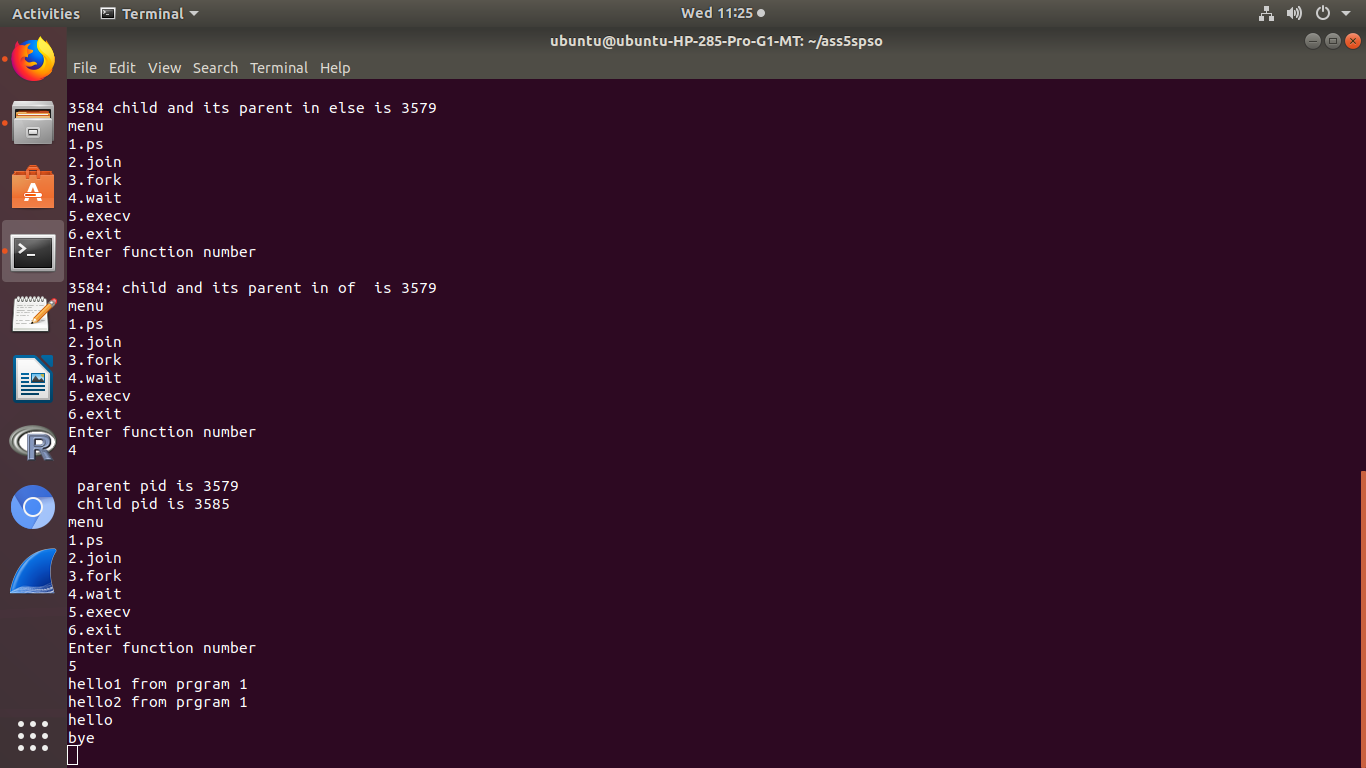 Activities Terminal Wed 11:25
ubuntu@ubuntu-HP-285-Pro-G1-MT: ~/ass5spso
File Edit View Search Terminal Help
3584 child and its parent in else is 3579
menu
1.ps
2.join
3.fork
4.wait
5.execv
6.exit
Enter function number
3584: child and its parent in of  is 3579
menu
1.ps
2.join
3.fork
4.wait
5.execv
6.exit
Enter function number
4
parent pid is 3579
child pid is 3585
menu
1.ps
2.join
3.fork
4.wait
5.execv
6.exit
Enter function number
5
hello1 from prgram 1
hello2 from prgram 1
hello
bye